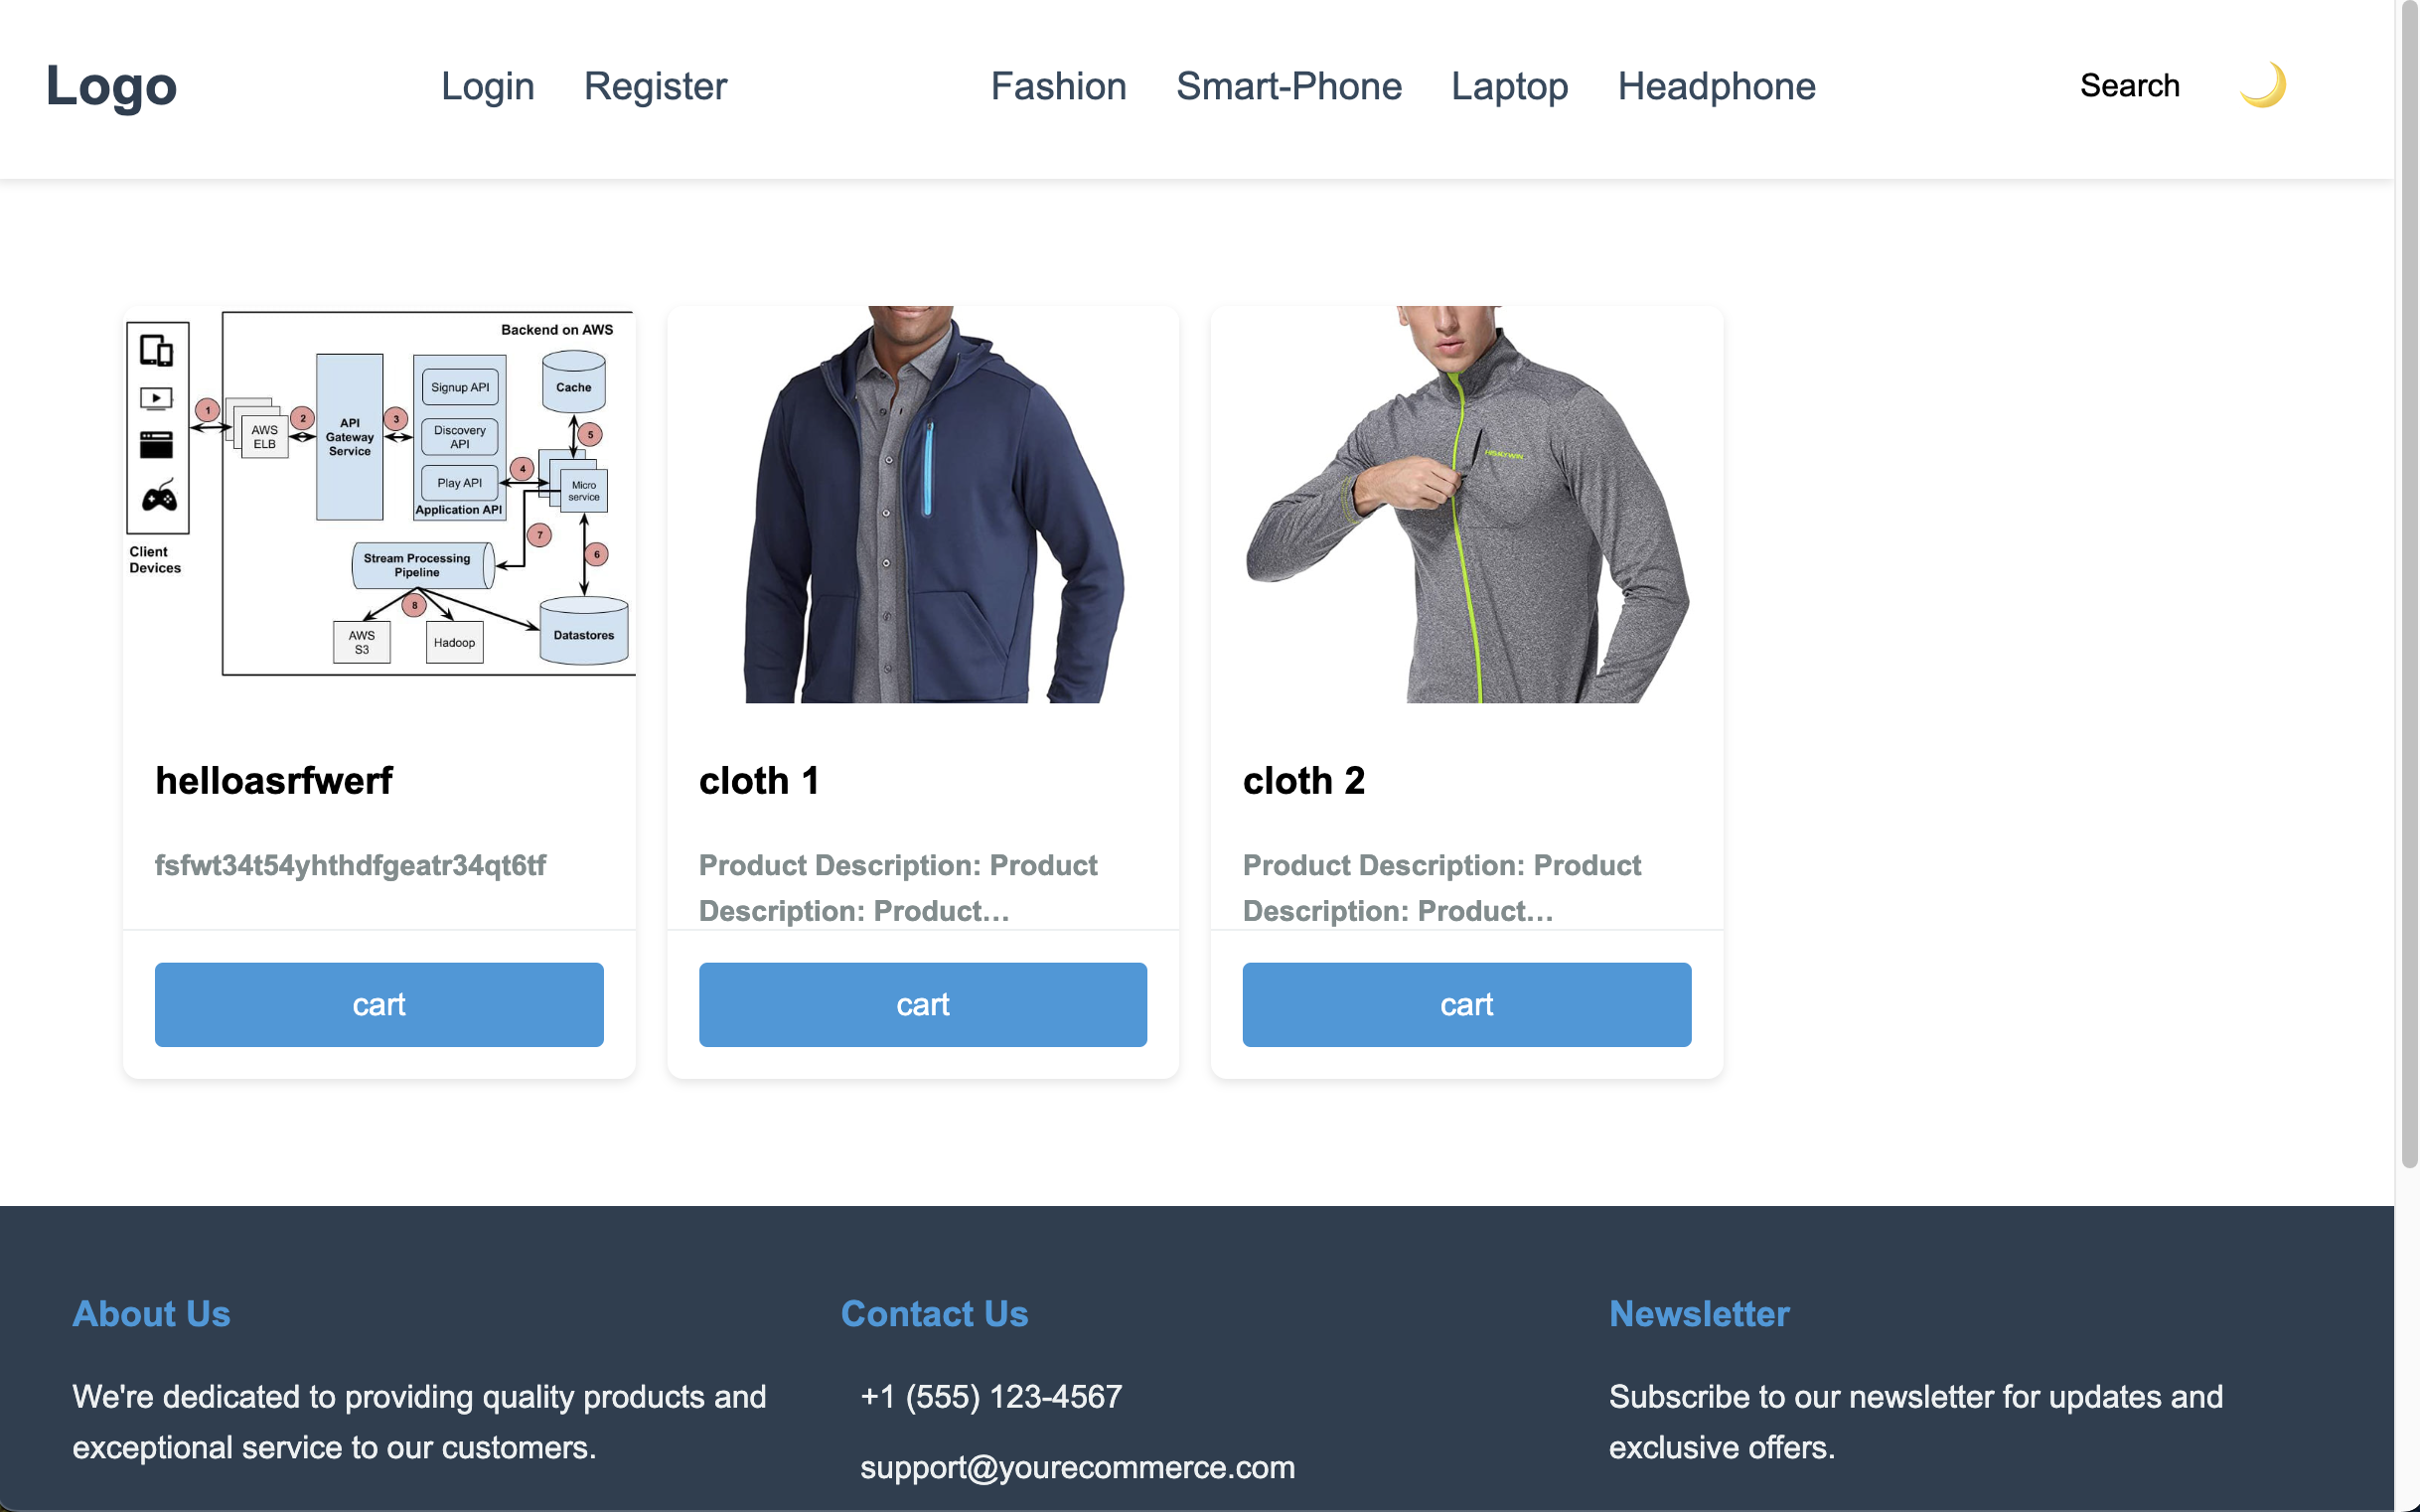 Logo
Login
Register
Fashion
Smart-Phone
Laptop
Headphone
Search
Backend on AWS
Signup API
Cache
1
2
3
AWS
ELB
API
Gateway
Service
Discovery
API
5
4
Play API
Micro
service
Application API
7
6
Client
Devices
Stream Processing
Pipeline
8
AWS
S3
Hadoop
Datastores
helloasrfwerf
fsfwt34t54yhthdfgeatr34qt6tf
cart
cloth 1
Product Description: Product
Description: Product...
cart
cloth 2
Product Description: Product
Description: Product...
cart
About Us
We're dedicated to providing quality products and
exceptional service to our customers.
Contact Us
+1 (555) 123-4567
support@yourecommerce.com
Newsletter
Subscribe to our newsletter for updates and
exclusive offers.